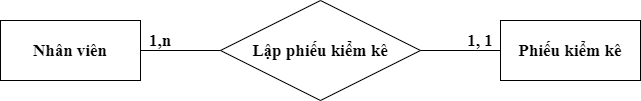 Nhân viên 1,n Lập phiếu kiểm kê 1, 1 Phiếu kiểm kê